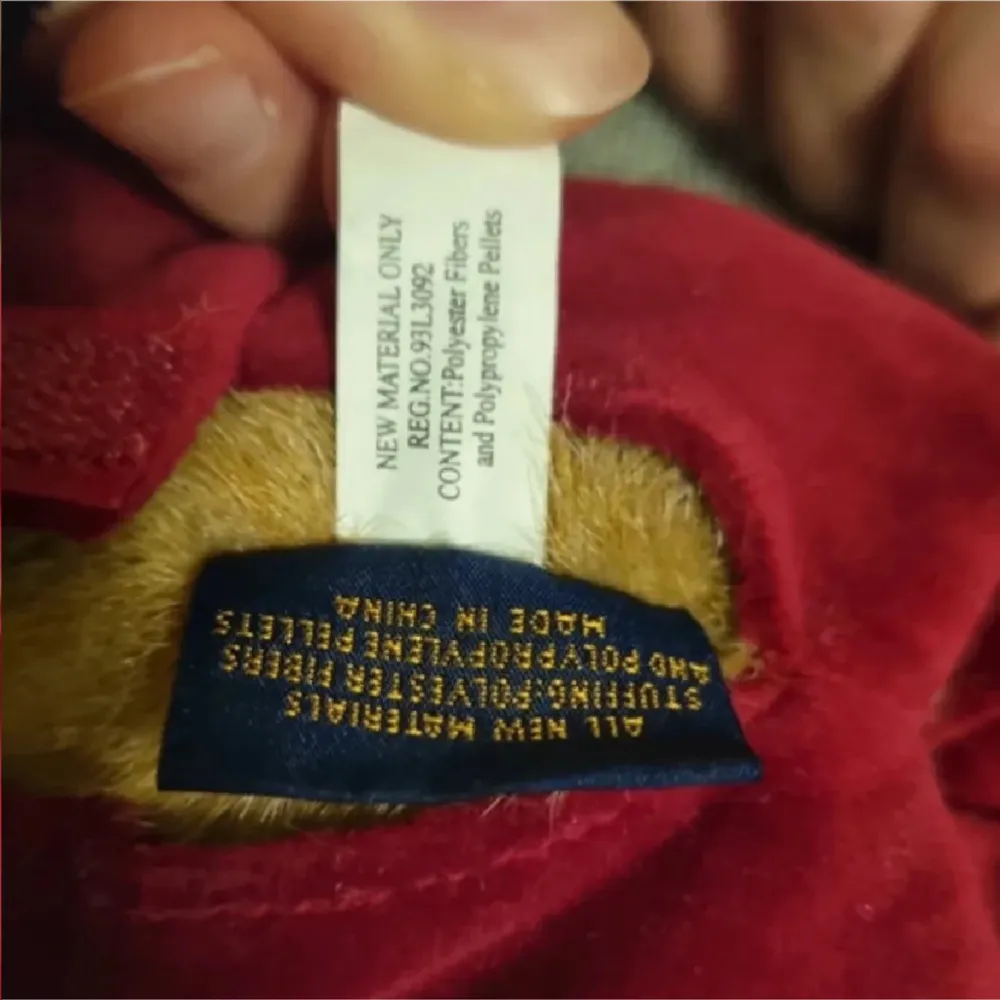 NEW MATERIAL ONLY
REG.NO.93L3092
CONTENT:Polyester Fibers
and Polypropylene Pellets
ALL NEW MATERIALS
STUFFING:POLYESTER FIBERS
AND POLYPROPYLENE PELLETS
MADE IN CHINA